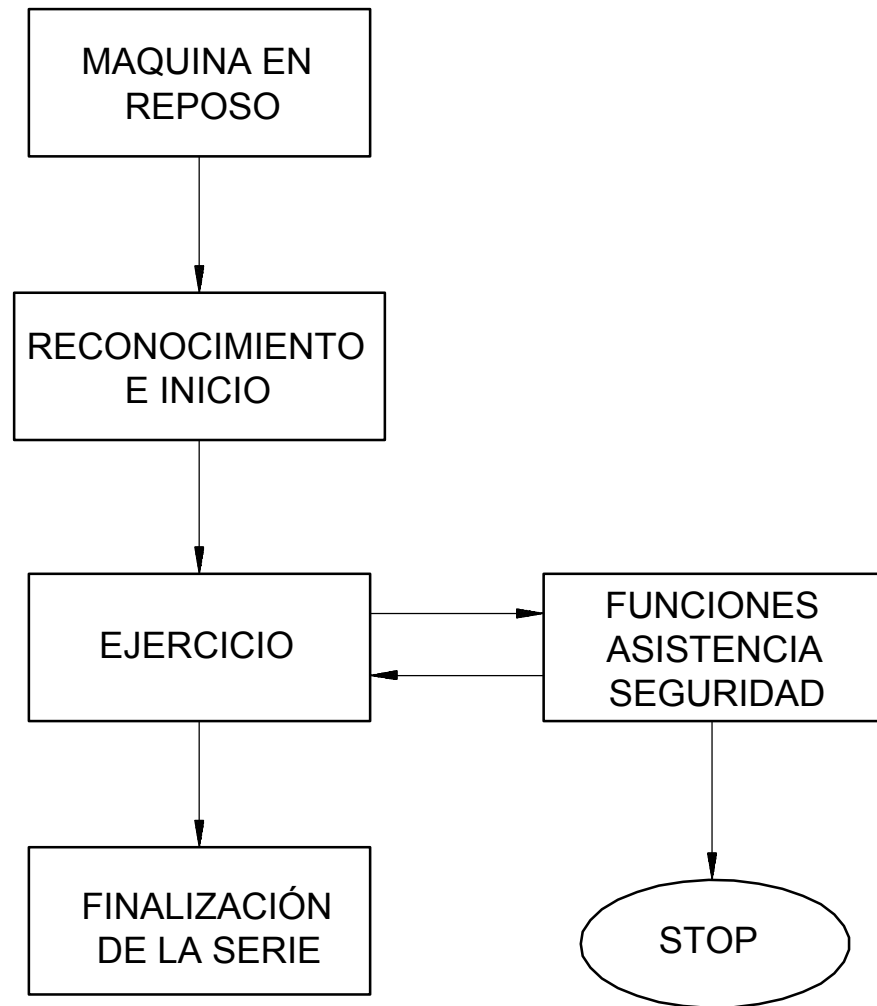 MAQUINA EN
REPOSO
RECONOCIMIENTO
E INICIO
EJERCICIO
FUNCIONES
ASISTENCIA
SEGURIDAD
FINALIZACIÓN
DE LA SERIE
STOP